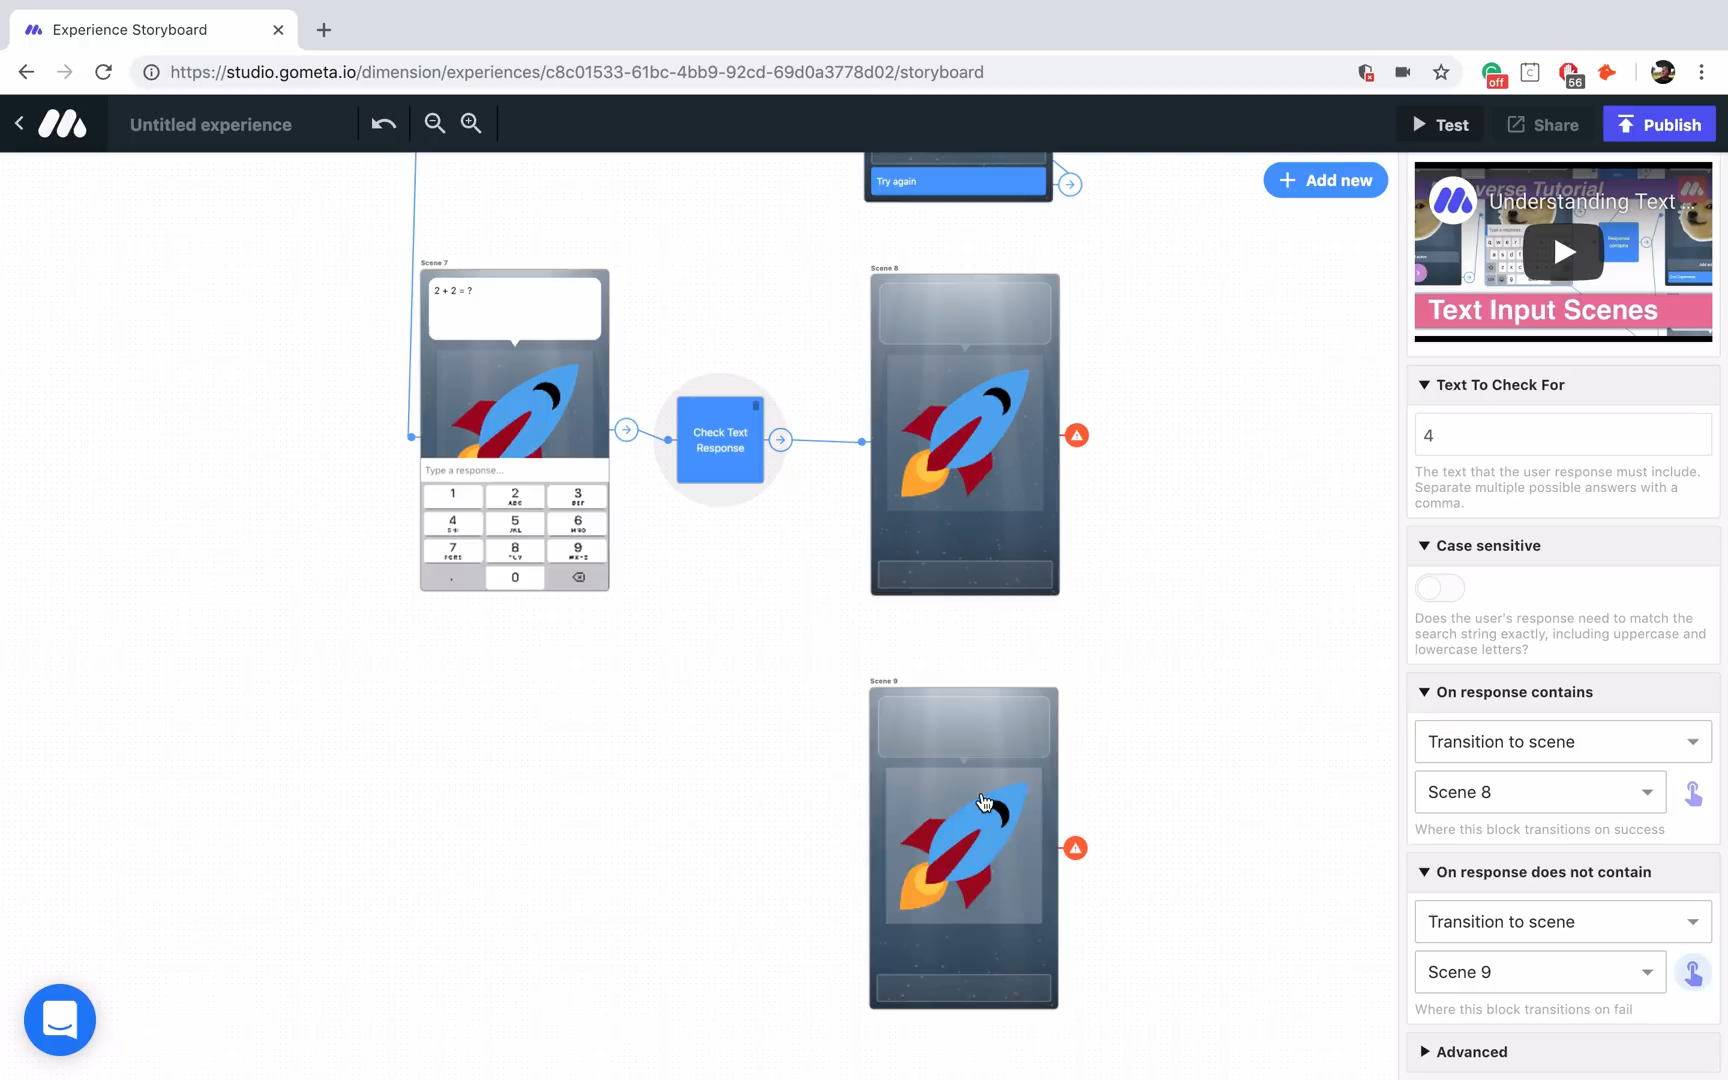 Experience Storyboard
https://studio.gometa.io/dimension/experiences/c8c01533-61bc-4bb9-92cd-69d0a3778d02/storyboard
off
C
56
Untitled experience
Test
Share
Publish
Try again
Add new
Understanding Text ...
Text Input Scenes
Scene 7
2 + 2 = ?
Scene 8
Check Text
Response
Type a response...
1
2
ABC
3
DEF
4
5
JKL
6
MNO
7
8
9
0
Text To Check For
4
The text that the user response must include.
Separate multiple possible answers with a
comma.
Case sensitive
Does the user's response need to match the
search string exactly, including uppercase and
lowercase letters?
On response contains
Transition to scene
Scene 8
Where this block transitions on success
Scene 9
On response does not contain
Transition to scene
Scene 9
Where this block transitions on fail
Advanced